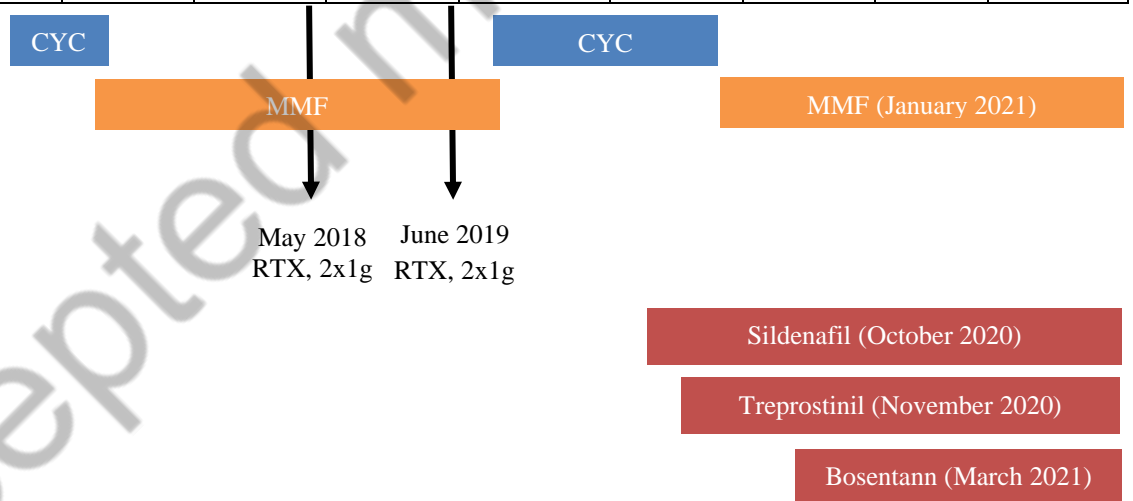 CYC
CYC
MMF
MMF (January 2021)
May 2018
RTX, 2x1g
June 2019
RTX, 2x1g
Sildenafil (October 2020)
Treprostinil (November 2020)
Bosentann (March 2021)
epted m